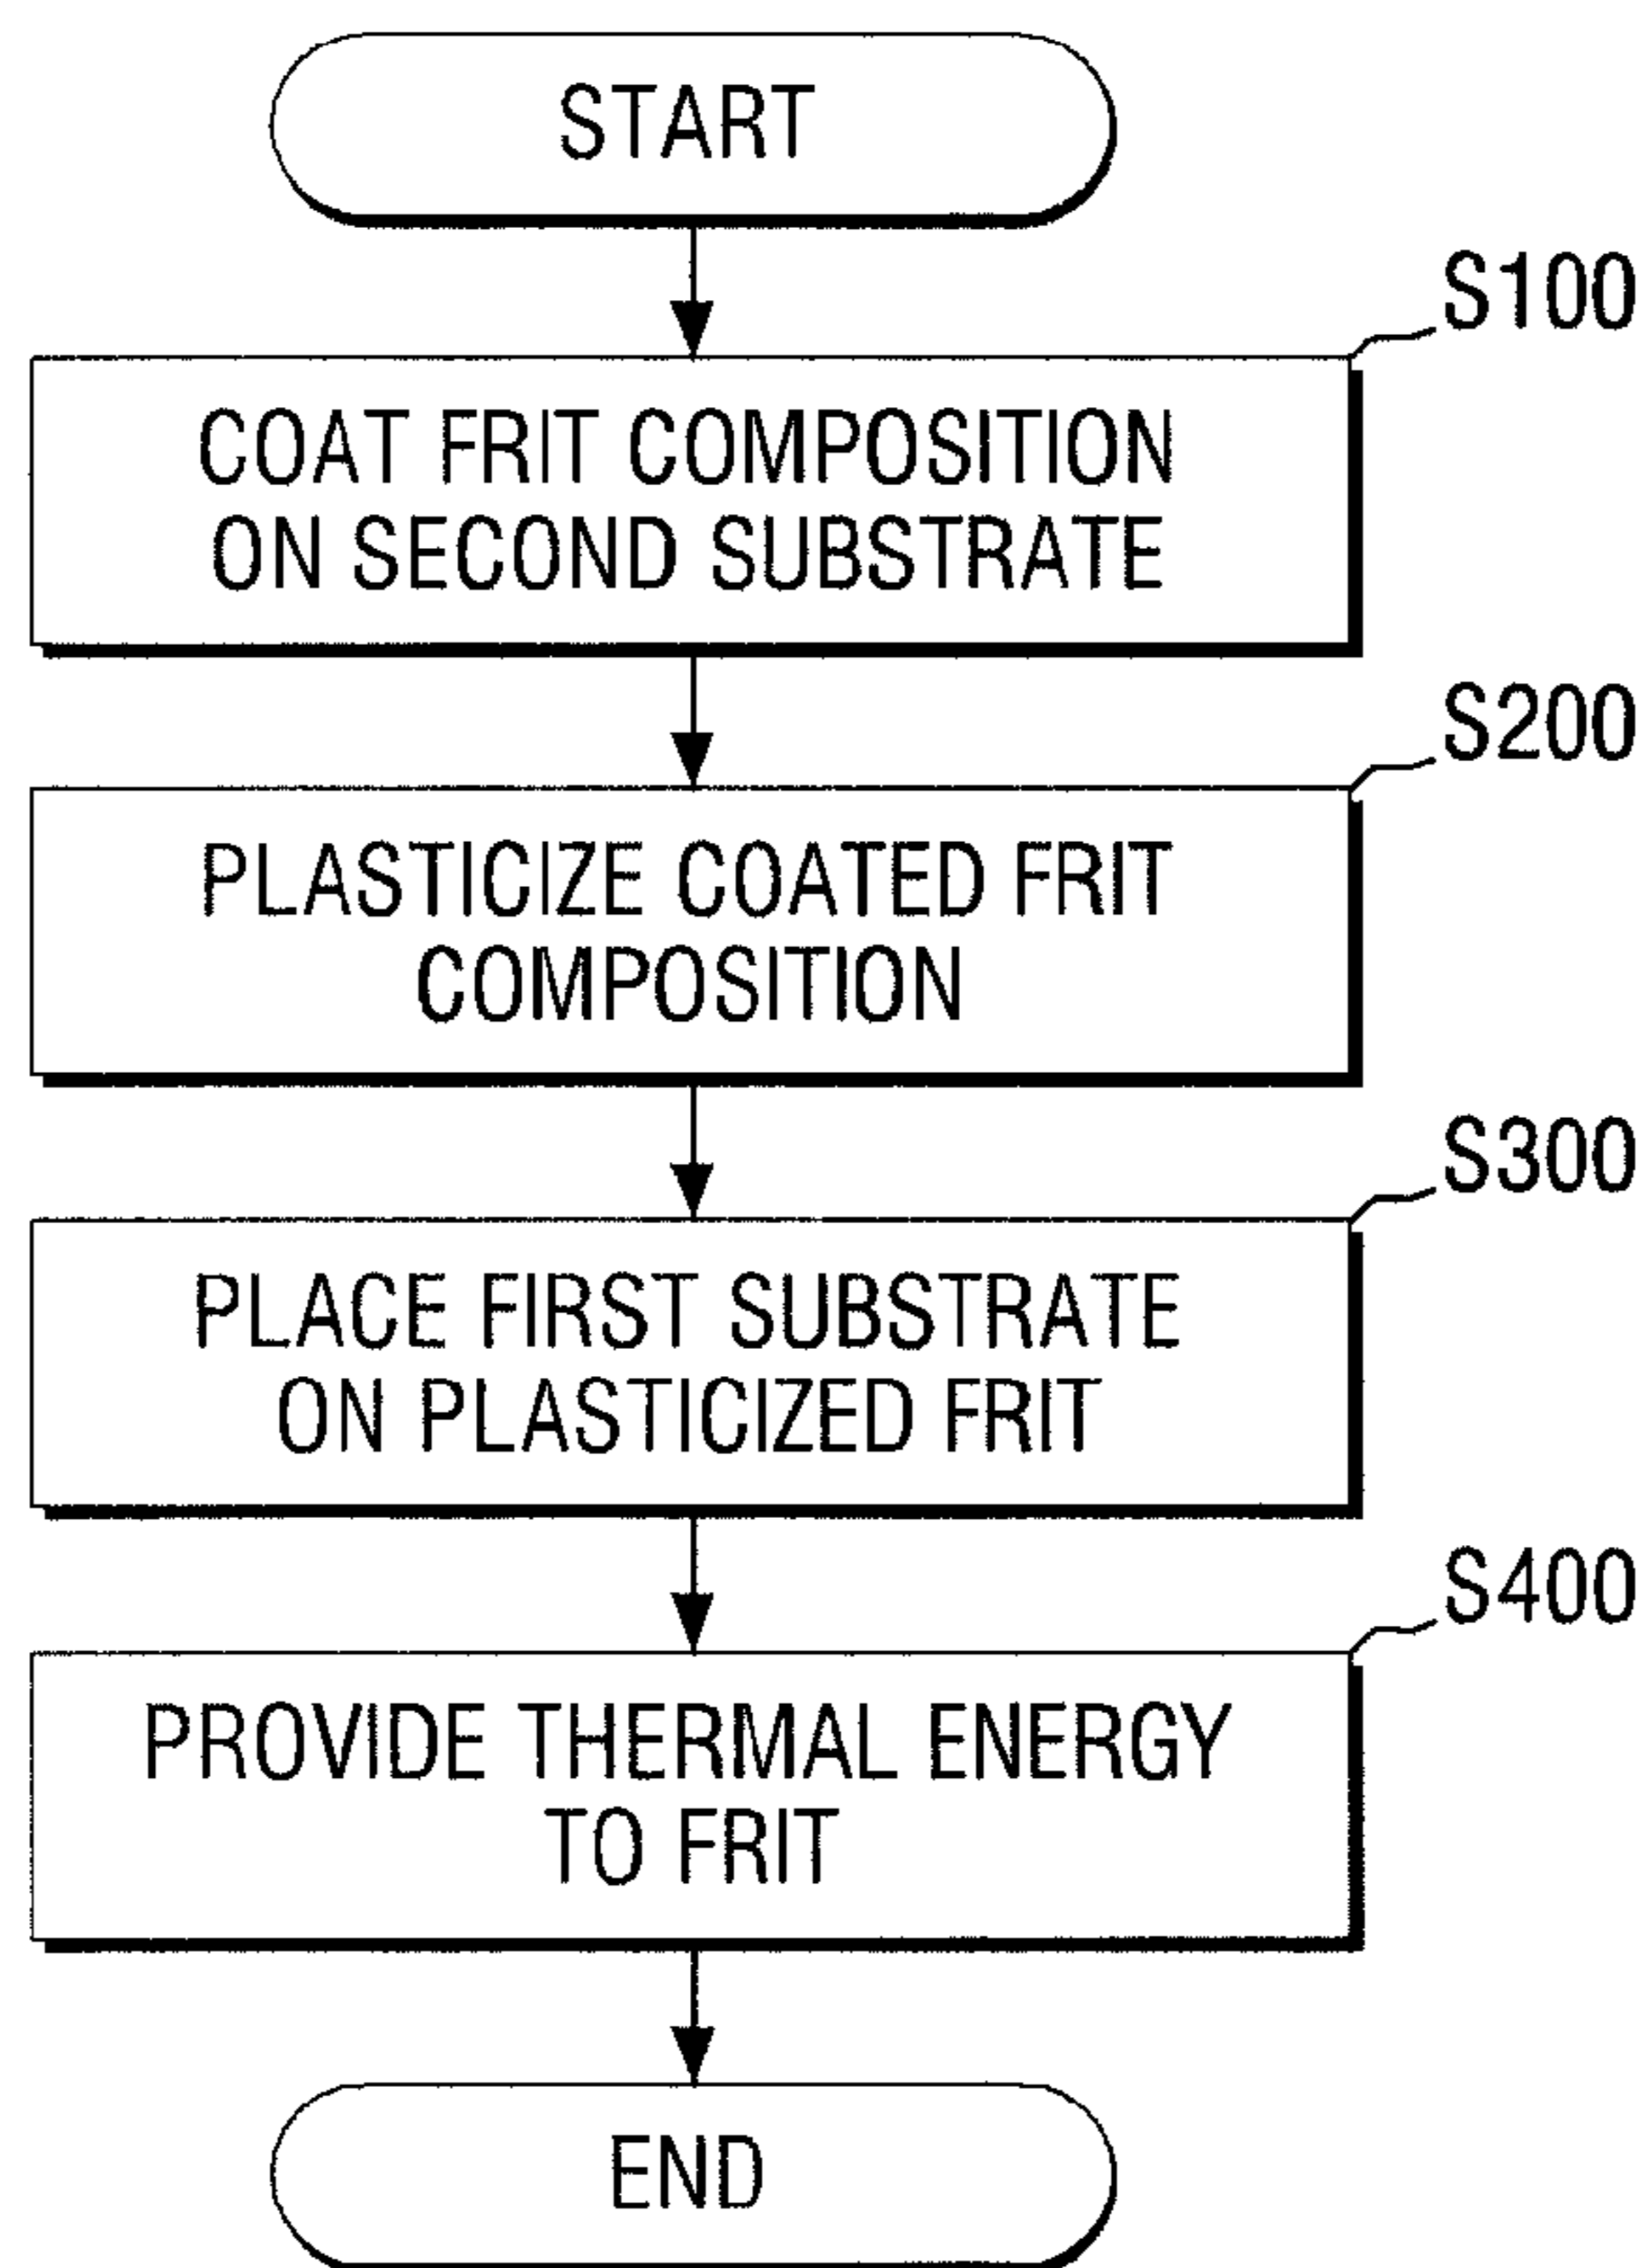 START
S100
COAT FRIT COMPOSITION
ON SECOND SUBSTRATE
S200
PLASTICIZE COATED FRIT
COMPOSITION
S300
PLACE FIRST SUBSTRATE
ON PLASTICIZED FRIT
S400
PROVIDE THERMAL ENERGY
TO FRIT
END